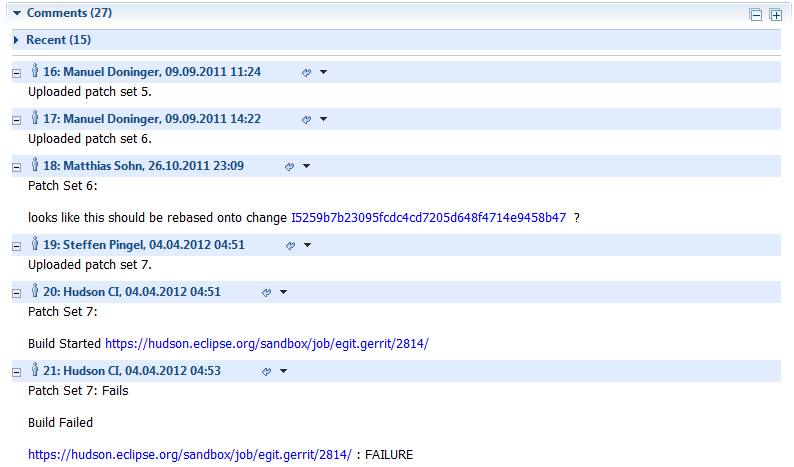 Comments (27)
Recent (15)
16: Manuel Doninger, 09.09.2011 11:24
Uploaded patch set 5.
17: Manuel Doninger, 09.09.2011 14:22
Uploaded patch set 6.
18: Matthias Sohn, 26.10.2011 23:09
Patch Set 6:
looks like this should be rebased onto change I5259b7b23095fcdc4cd7205d648f4714e9458b47 ?
19: Steffen Pingel, 04.04.2012 04:51
Uploaded patch set 7.
20: Hudson CI, 04.04.2012 04:51
Patch Set 7:
Build Started https://hudson.eclipse.org/sandbox/job/egit.gerrit/2814/
21: Hudson CI, 04.04.2012 04:53
Patch Set 7: Fails
Build Failed
https://hudson.eclipse.org/sandbox/job/egit.gerrit/2814/ : FAILURE